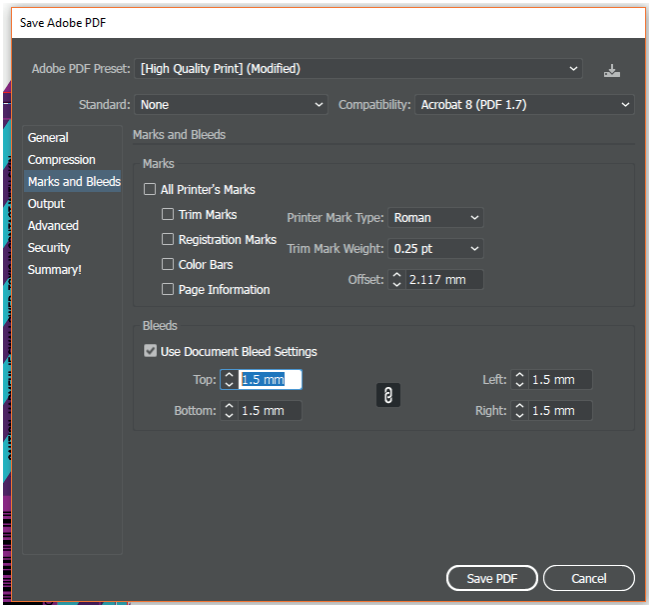 Save Adobe PDF
Adobe PDF Preset: [High Quality Print] (Modified)
Standard: None Compatibility: Acrobat 8 (PDF 1.7)
General
Compression
Marks and Bleeds
Output
Advanced
Security
Summary!
Marks and Bleeds
Marks
All Printer's Marks
Trim Marks
Registration Marks
Color Bars
Page Information
Printer Mark Type: Roman
Trim Mark Weight: 0.25 pt
Offset: 2.117 mm
Bleeds
Use Document Bleed Settings
Top: 1.5 mm Left: 1.5 mm
Bottom: 1.5 mm Right: 1.5 mm
Save PDF Cancel